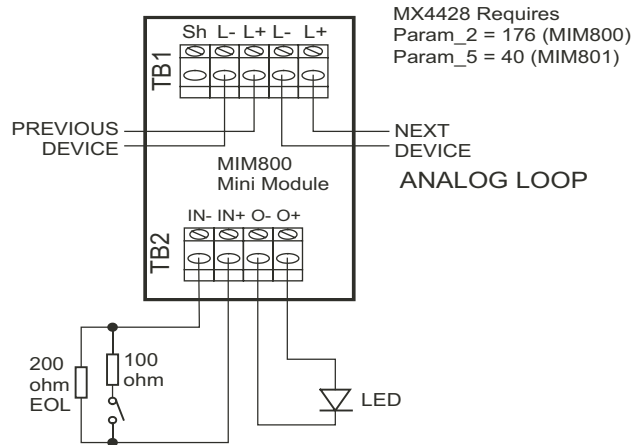 MX4428 Requires
Param_2 = 176 (MIM800)
Param_5 = 40 (MIM801)
Sh L- L+ L- L+
TB1
PREVIOUS
DEVICE
NEXT
DEVICE
MIM800
Mini Module
ANALOG LOOP
IN- IN+ O- O+
TB2
200
ohm
EOL
100
ohm
LED